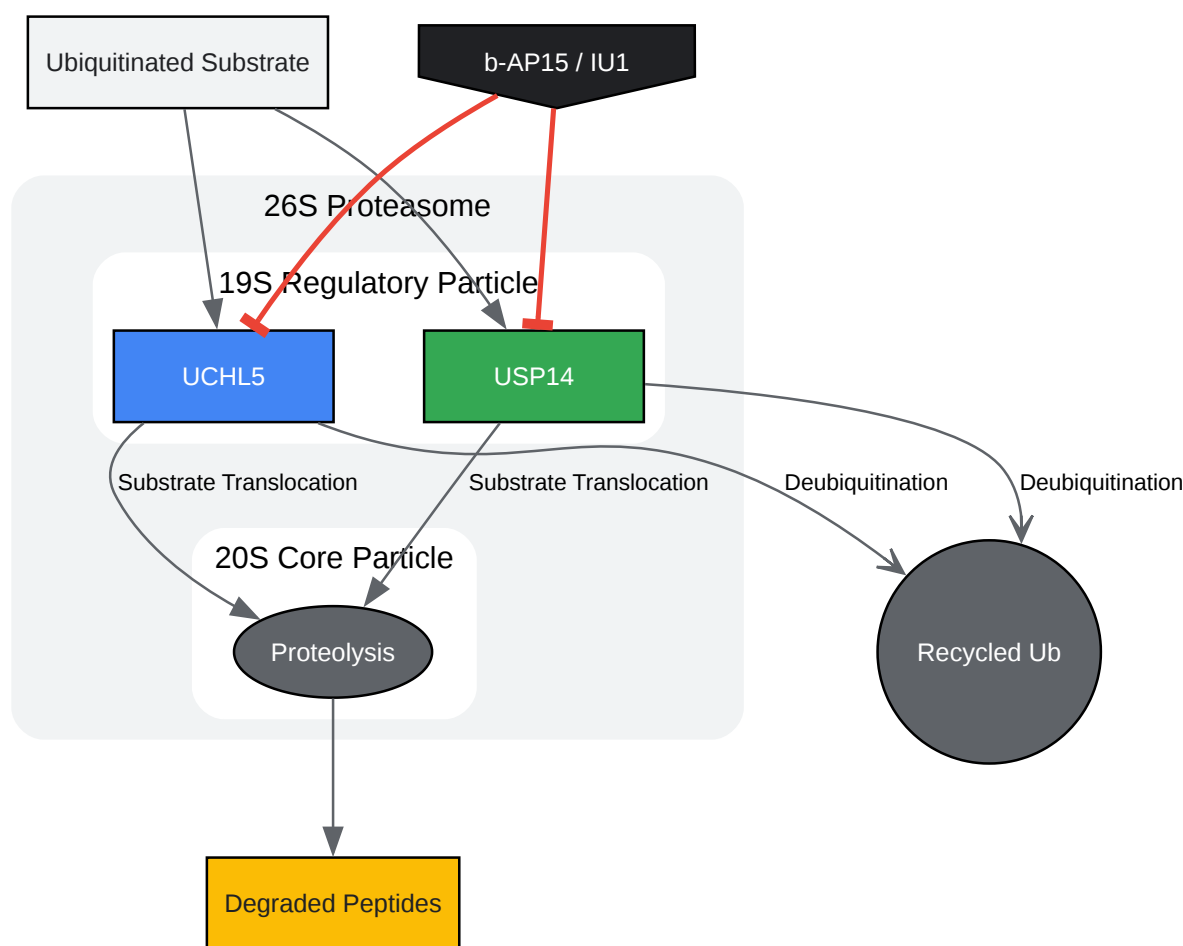 Ubiquitinated Substrate
b-AP15 / IU1
26S Proteasome
19S Regulatory Particle
UCHL5
USP14
Substrate Translocation
Substrate Translocation
Deubiquitination
Deubiquitination
20S Core Particle
Proteolysis
Recycled Ub
Degraded Peptides